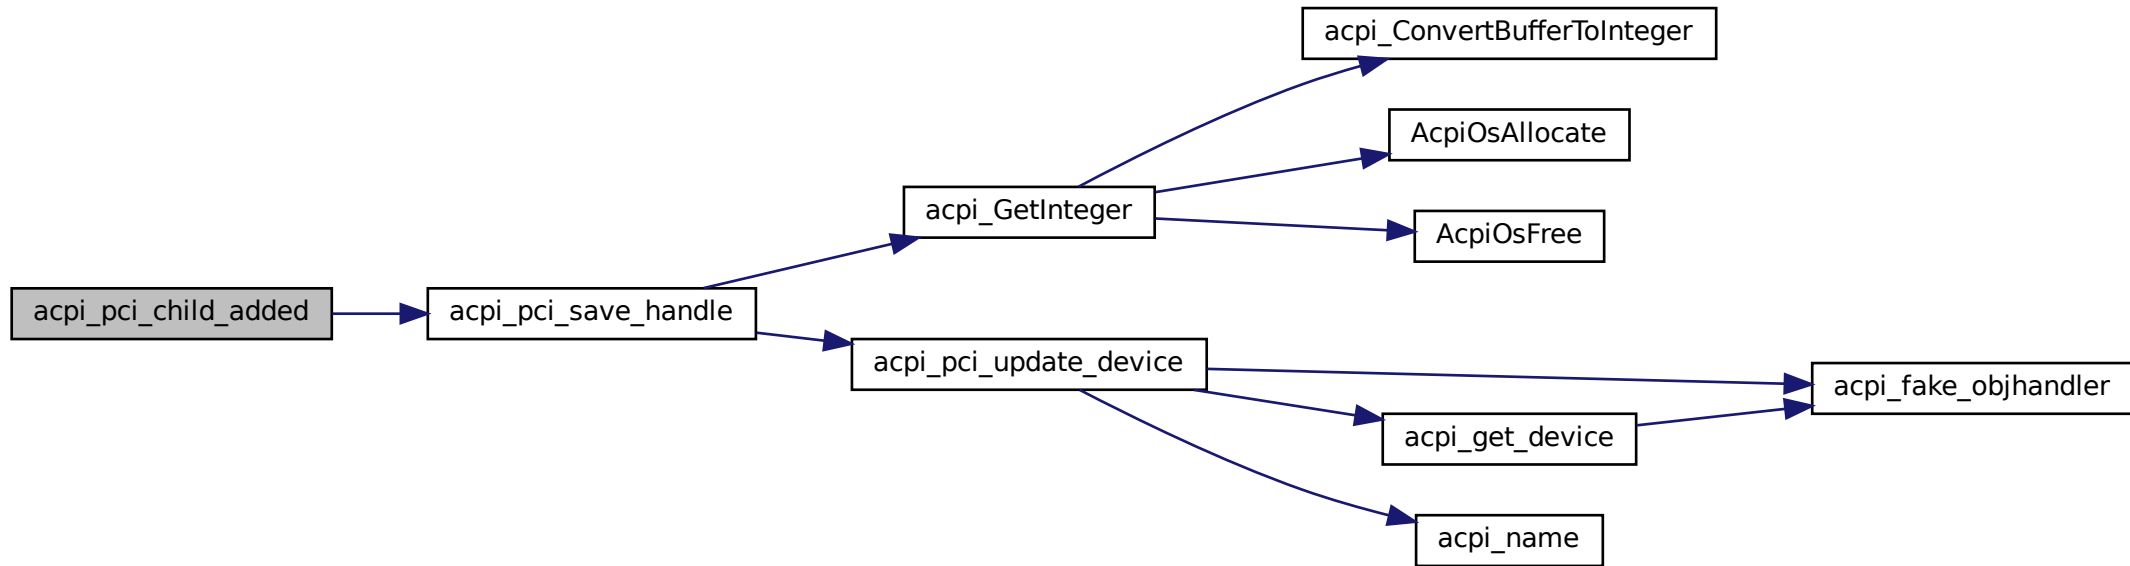 acpi_ConvertBufferToInteger
AcpiOsAllocate
acpi_GetInteger
AcpiOsFree
acpi_pci_child_added
acpi_pci_save_handle
acpi_pci_update_device
acpi_fake_objhandler
acpi_get_device
acpi_name